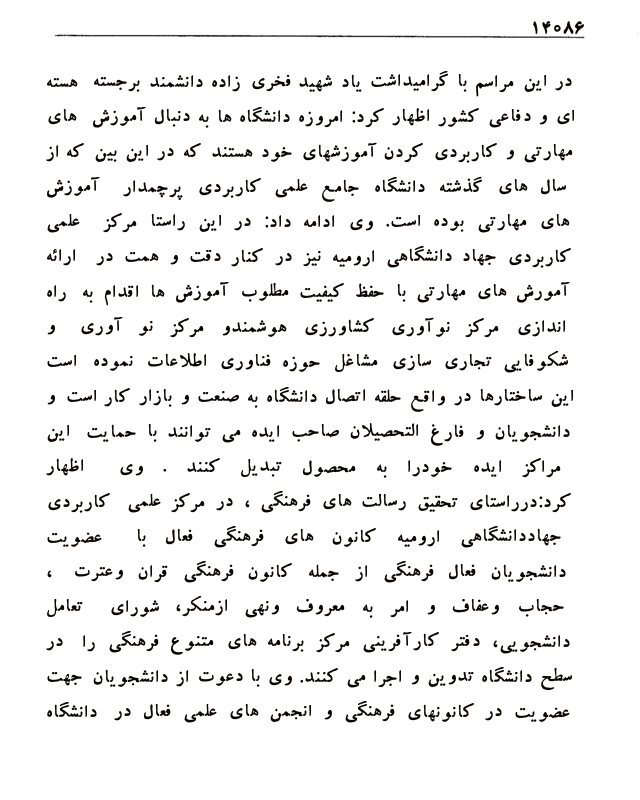 ۱۴۰۸۶
در این مراسم با گرامیداشت یاد شهید فخری زاده دانشمند برجسته هسته
ای و دفاعی کشور اظهار کرد: امروزه دانشگاه ها به دنبال آموزش های
مهارتی و کاربردی کردن آموزشهای خود هستند که در این بین که از
سال های گذشته دانشگاه جامع علمی کاربردی پرچمدار آموزش
های مهارتی بوده است. وی ادامه داد: در این راستا مرکز علمی
کاربردی جهاد دانشگاهی ارومیه نیز در کنار دقت و همت در ارائه
آمورش های مهارتی با حفظ کیفیت مطلوب آموزش ها اقدام به راه
اندازی مرکز نوآوری کشاورزی هوشمندو مرکز نو آوری و
شکوفایی تجاری سازی مشاغل حوزه فناوری اطلاعات نموده است
این ساختارها در واقع حلقه اتصال دانشگاه به صنعت و بازار کار است و
دانشجویان و فارغ التحصیلان صاحب ایده می توانند با حمایت این
مراکز ایده خودرا به محصول تبدیل کنند . وی اظهار
کرد:درراستای تحقیق رسالت های فرهنگی ، در مرکز علمی کاربردی
جهاددانشگاهی ارومیه کانون های فرهنگی فعال با عضویت
دانشجویان فعال فرهنگی از جمله کانون فرهنگی قران وعترت ،
حجاب وعفاف و امر به معروف ونهی ازمنکر، شورای تعامل
دانشجویی، دفتر کارآفرینی مرکز برنامه های متنوع فرهنگی را در
سطح دانشگاه تدوین و اجرا می کنند. وی با دعوت از دانشجویان جهت
عضویت در کانونهای فرهنگی و انجمن های علمی فعال در دانشگاه